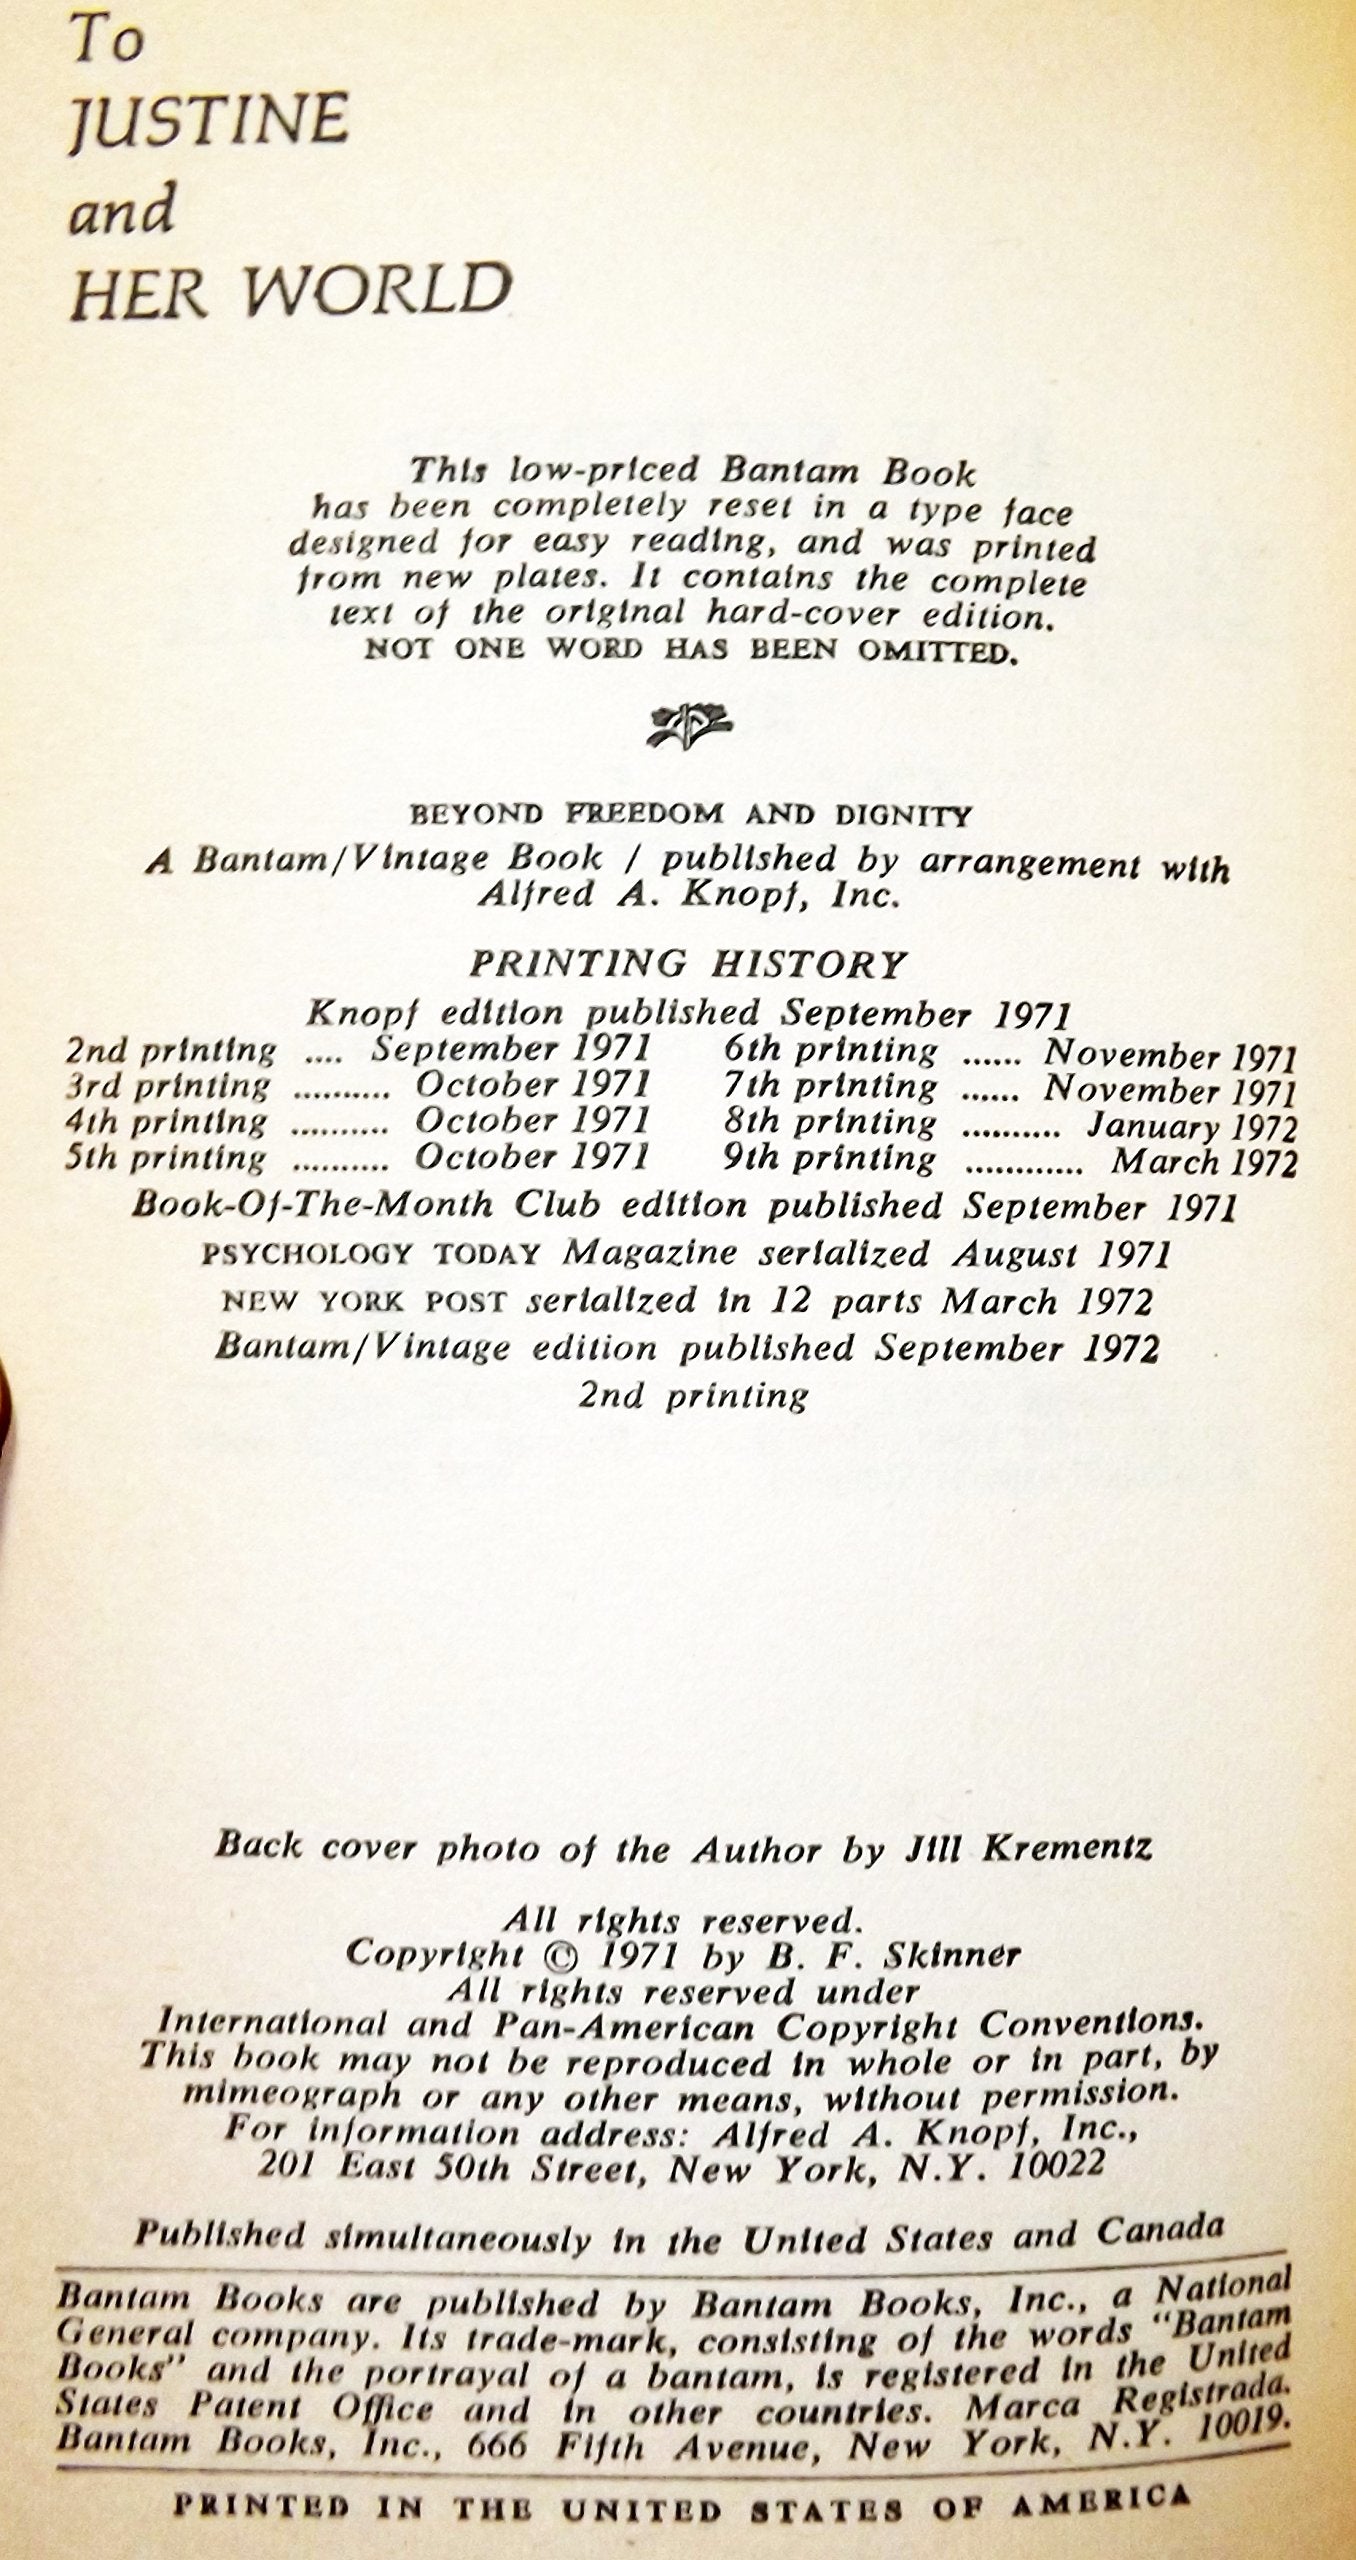 To
JUSTINE
and
HER WORLD
This low-priced Bantam Book
has been completely reset in a type face
designed for easy reading, and was printed
from new plates. It contains the complete
text of the original hard-cover edition.
NOT ONE WORD HAS BEEN OMITTED.
BEYOND FREEDOM AND DIGNITY
A Bantam/Vintage Book / published by arrangement with
Alfred A. Knopf, Inc.
PRINTING HISTORY
Knopf edition published September 1971
2nd printing .... September 1971 6th printing ...... November 1971
3rd printing .......... October 1971 7th printing ...... November 1971
4th printing .......... October 1971 8th printing .......... January 1972
5th printing .......... October 1971 9th printing ............ March 1972
Book-Of-The-Month Club edition published September 1971
PSYCHOLOGY TODAY Magazine serialized August 1971
NEW YORK POST serialized in 12 parts March 1972
Bantam/Vintage edition published September 1972
2nd printing
Back cover photo of the Author by Jill Krementz
All rights reserved.
Copyright © 1971 by B. F. Skinner
All rights reserved under
International and Pan-American Copyright Conventions.
This book may not be reproduced in whole or in part, by
mimeograph or any other means, without permission.
For information address: Alfred A. Knopf, Inc.,
201 East 50th Street, New York, N.Y. 10022
Published simultaneously in the United States and Canada
Bantam Books are published by Bantam Books, Inc., a National
General company. Its trade-mark, consisting of the words "Bantam
Books" and the portrayal of a bantam, is registered in the United
States Patent Office and in other countries. Marca Registrada.
Bantam Books, Inc., 666 Fifth Avenue, New York, N.Y. 10019.
PRINTED IN THE UNITED STATES OF AMERICA